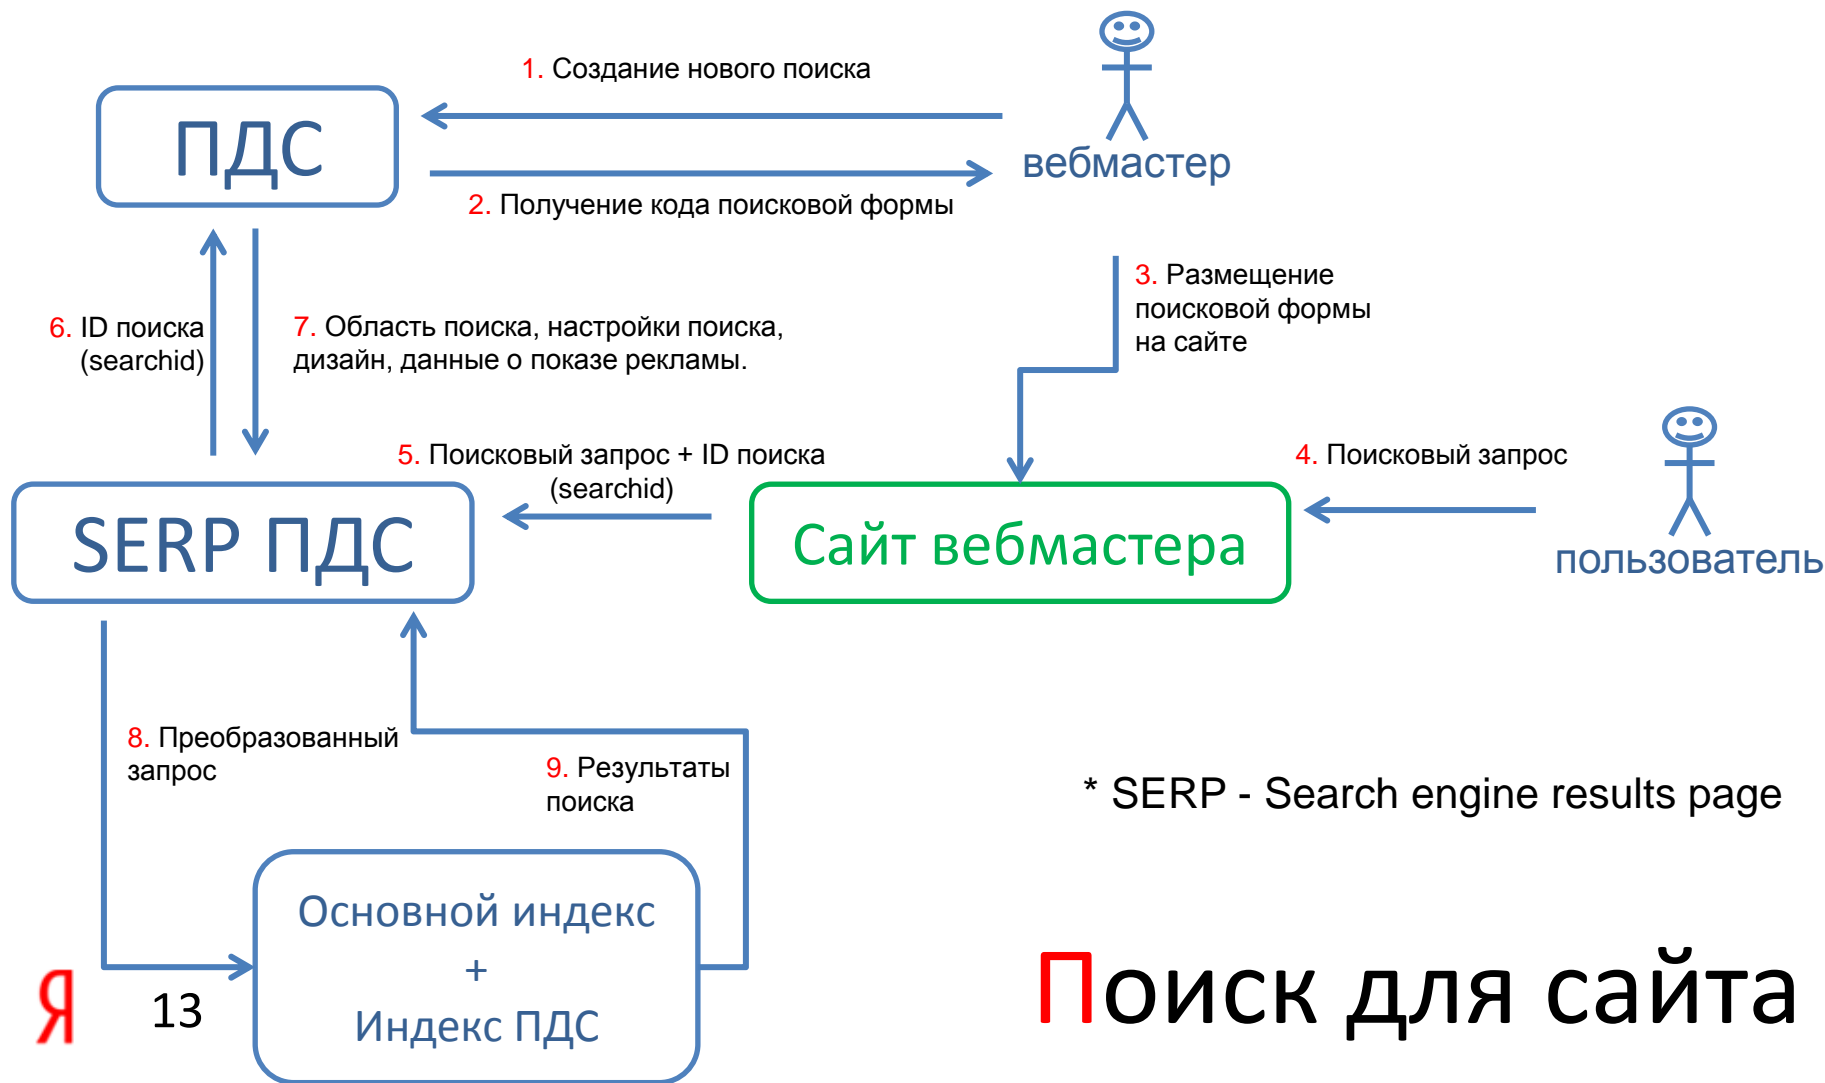 1. Создание нового поиска
ПДС
вебмастер
2. Получение кода поисковой формы
3. Размещение
поисковой формы
на сайте
6. ID поиска
(searchid)
7. Область поиска, настройки поиска,
дизайн, данные о показе рекламы.
5. Поисковый запрос + ID поиска
(searchid)
4. Поисковый запрос
SERP ПДС
Сайт вебмастера
пользователь
8. Преобразованный
запрос
9. Результаты
поиска
* SERP - Search engine results page
Основной индекс
+
Индекс ПДС
Я
13
Поиск для сайта